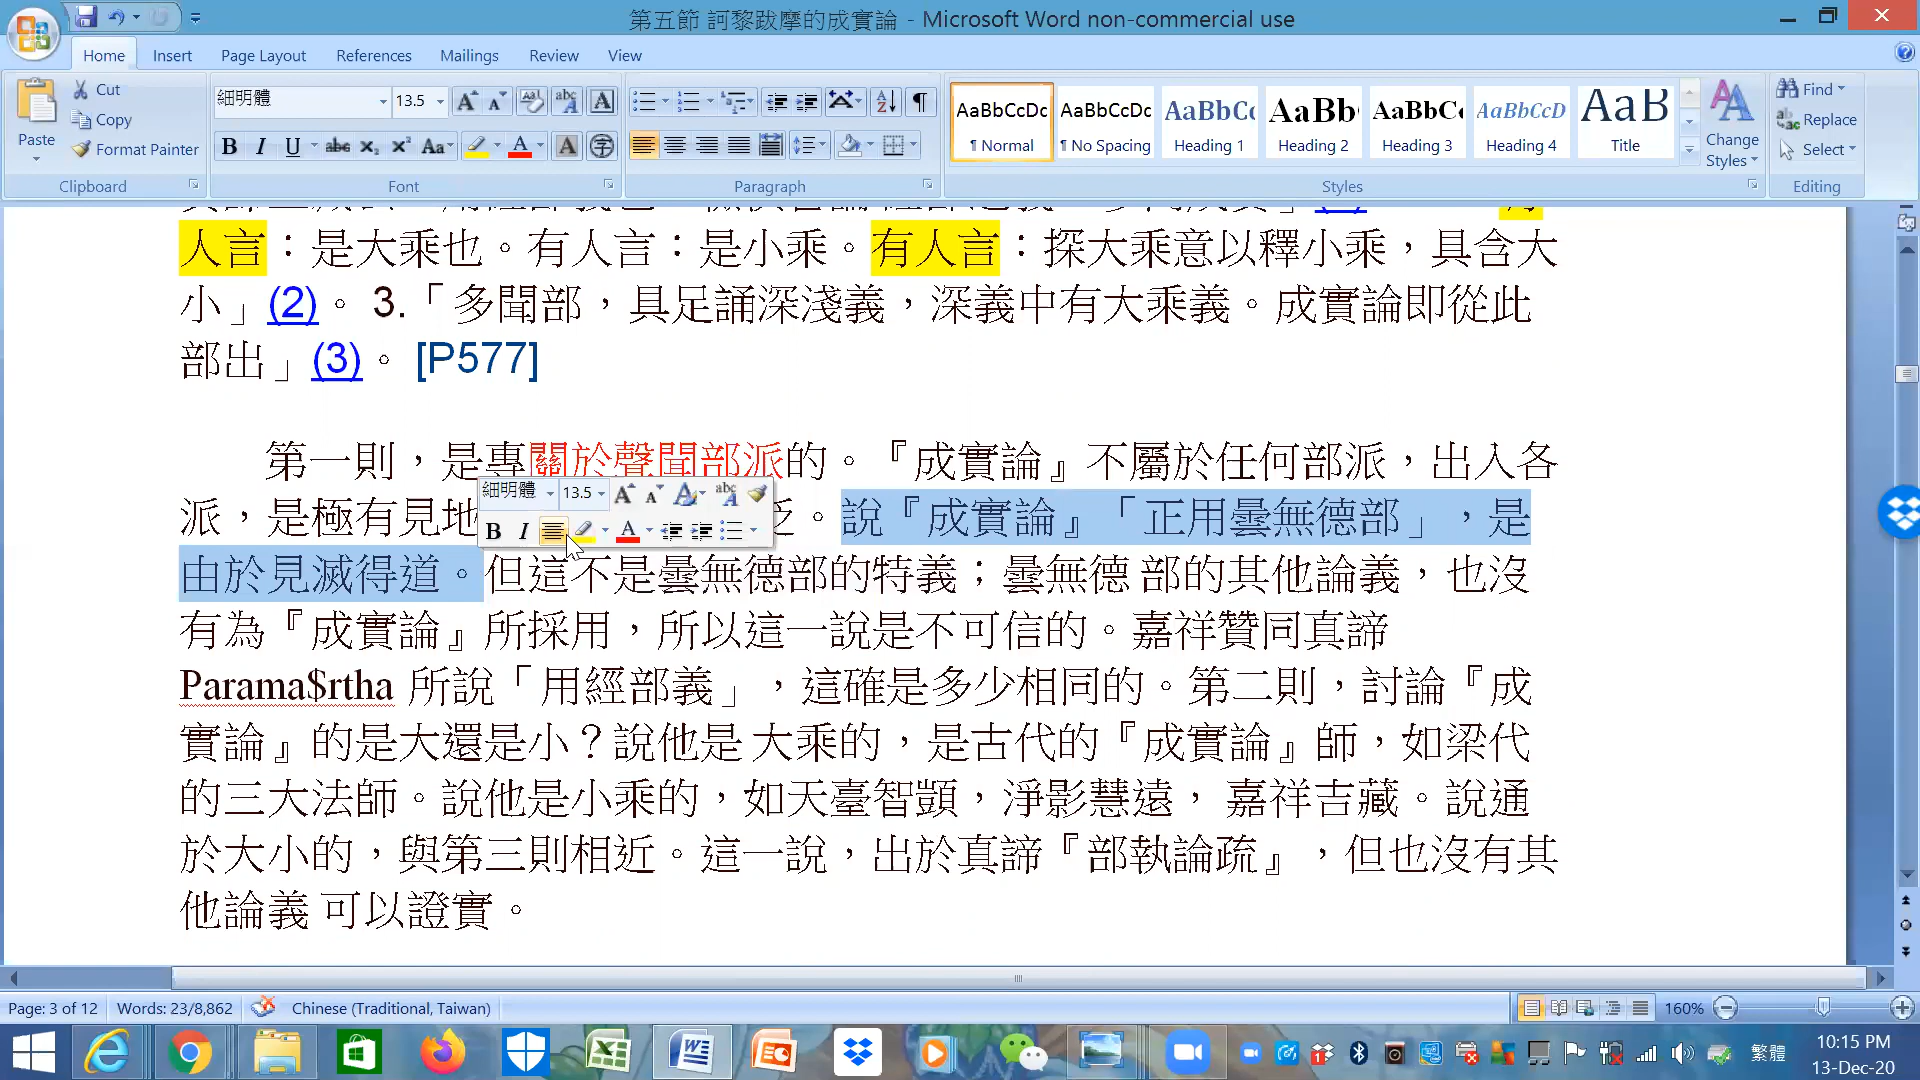 第五節 訶黎跋摩的成實論 - Microsoft Word non-commercial use
Home Insert Page Layout References Mailings Review View
Paste
Cut
Copy
Format Painter
Clipboard
細明體 13.5
Font
Paragraph
AaBbCcDc AaBbCcDc AaBbCc AaBb AaBbCc AaBbCcD AaB
¶ Normal ¶ No Spacing Heading 1 Heading 2 Heading 3 Heading 4 Title
Change Styles
Styles
Find
Replace
Select
Editing
人言：是大乘也。有人言：是小乘。有人言：探大乘意以釋小乘，具含大
小」(2)。 3.「多聞部，具足誦深淺義，深義中有大乘義。成實論即從此
部出」(3)。 [P577]
第一則，是專關於聲聞部派的。『成實論』不屬於任何部派，出入各
派，是極有見地
。說『成實論』「正用曇無德部」，是
由於見滅得道。但這不是曇無德部的特義；曇無德 部的其他論義，也沒
有為『成實論』所採用，所以這一說是不可信的。嘉祥贊同真諦
Parama$rtha 所說「用經部義」，這確是多少相同的。第二則，討論『成
實論』的是大還是小？說他是 大乘的，是古代的『成實論』師，如梁代
的三大法師。說他是小乘的，如天臺智顗，淨影慧遠， 嘉祥吉藏。說通
於大小的，與第三則相近。這一說，出於真諦『部執論疏』，但也沒有其
他論義 可以證實。
細明體 13.5
Page: 3 of 12 Words: 23/8,862 Chinese (Traditional, Taiwan) 160%
繁體
10:15 PM
13-Dec-20